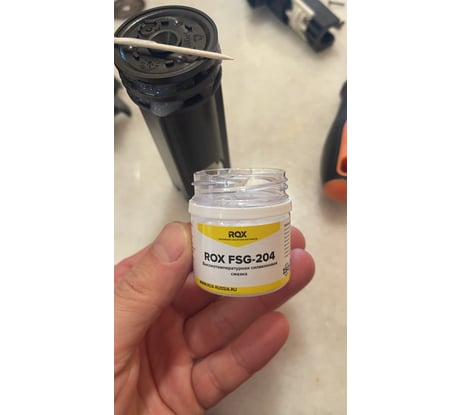 ROX
ROX FSG-204
Высокотемпературная силиконовая
смазка
WWW.ROX-RUSSIA.RU